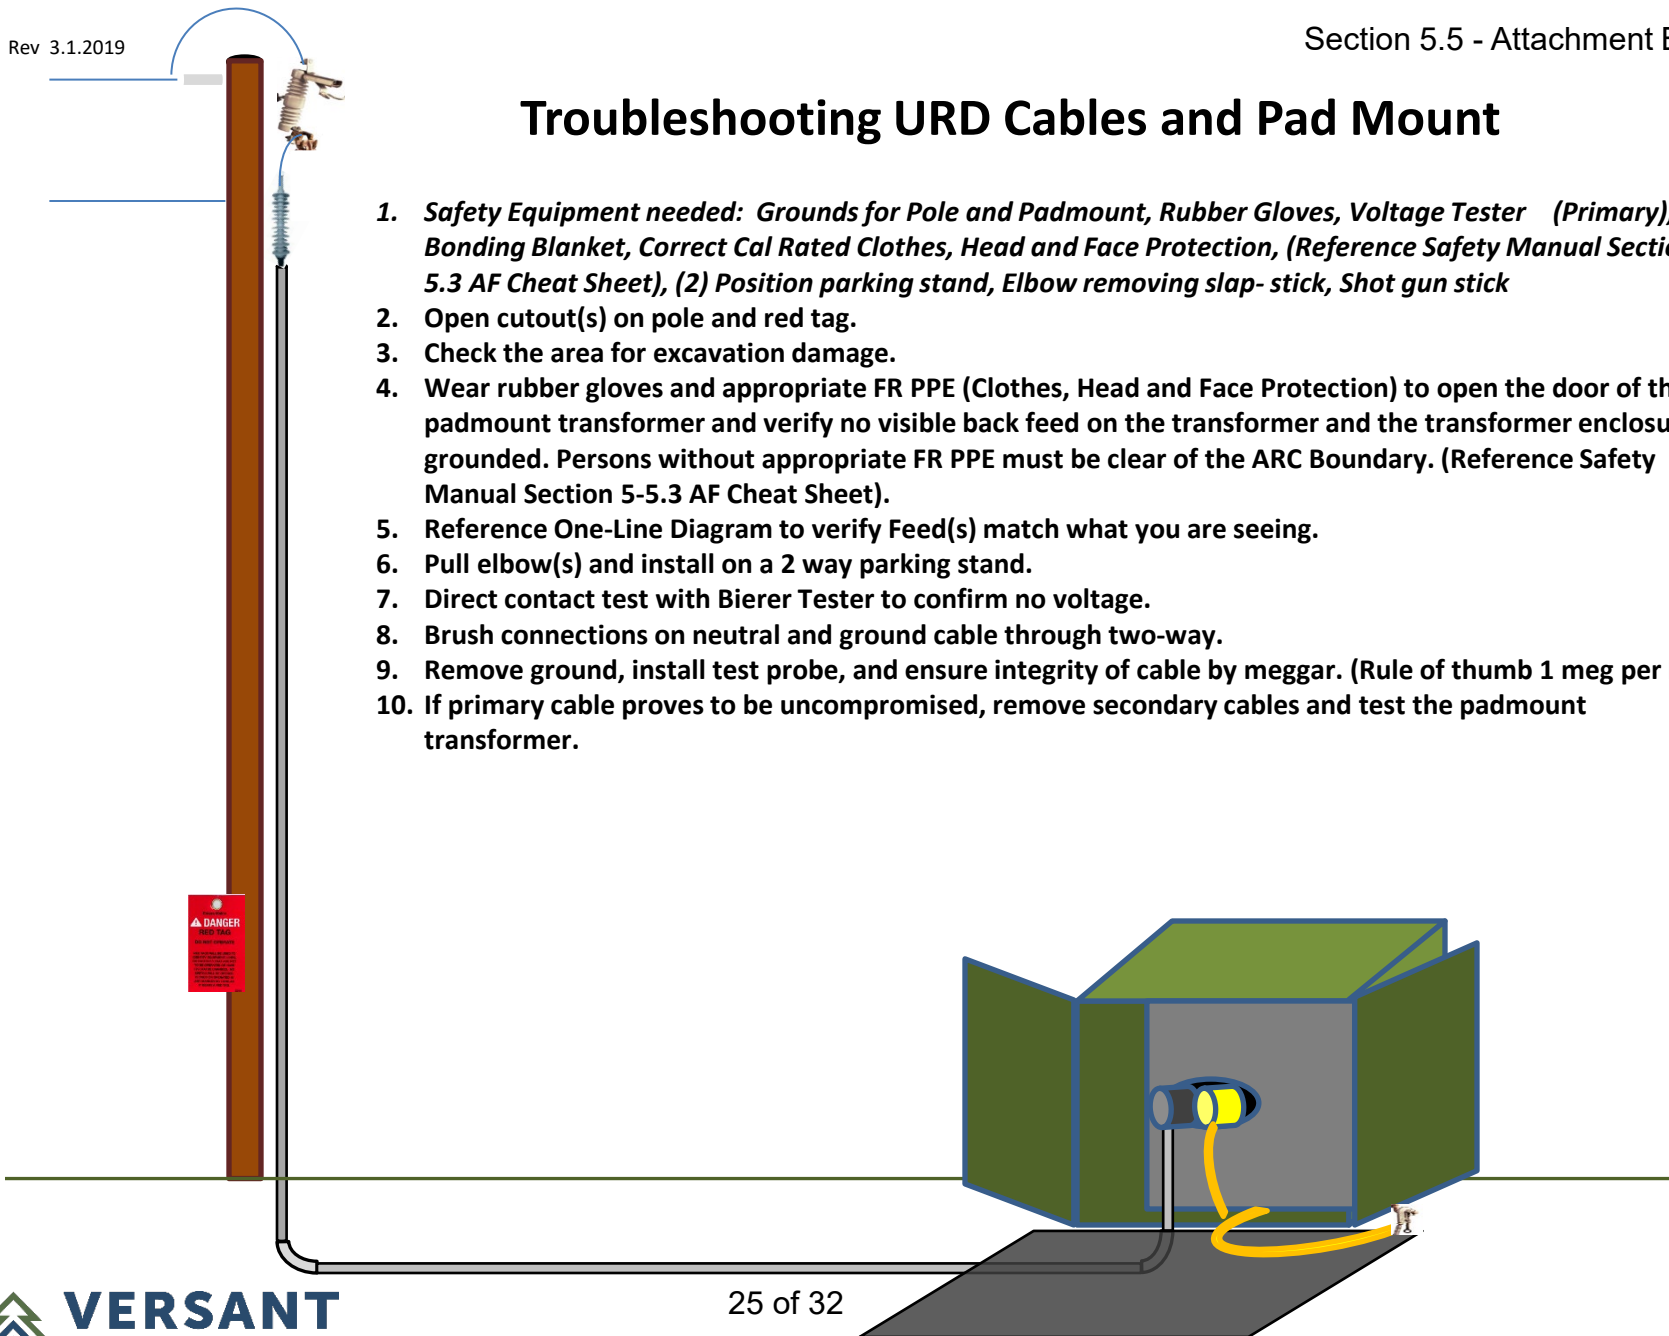 Rev 3.1.2019
Section 5.5 - Attachment
Troubleshooting URD Cables and Pad Mount
1. Safety Equipment needed: Grounds for Pole and Padmount, Rubber Gloves, Voltage Tester (Primary),
Bonding Blanket, Correct Cal Rated Clothes, Head and Face Protection, (Reference Safety Manual Sectio
5.3 AF Cheat Sheet), (2) Position parking stand, Elbow removing slap- stick, Shot gun stick
2. Open cutout(s) on pole and red tag.
3. Check the area for excavation damage.
4. Wear rubber gloves and appropriate FR PPE (Clothes, Head and Face Protection) to open the door of th
padmount transformer and verify no visible back feed on the transformer and the transformer enclosu
grounded. Persons without appropriate FR PPE must be clear of the ARC Boundary. (Reference Safety
Manual Section 5-5.3 AF Cheat Sheet).
5. Reference One-Line Diagram to verify Feed(s) match what you are seeing.
6. Pull elbow(s) and install on a 2 way parking stand.
7. Direct contact test with Bierer Tester to confirm no voltage.
8. Brush connections on neutral and ground cable through two-way.
9. Remove ground, install test probe, and ensure integrity of cable by meggar. (Rule of thumb 1 meg per
10. If primary cable proves to be uncompromised, remove secondary cables and test the padmount
transformer.
DANGER
RED TAG
DO NOT OPERATE
VERSANT
25 of 32